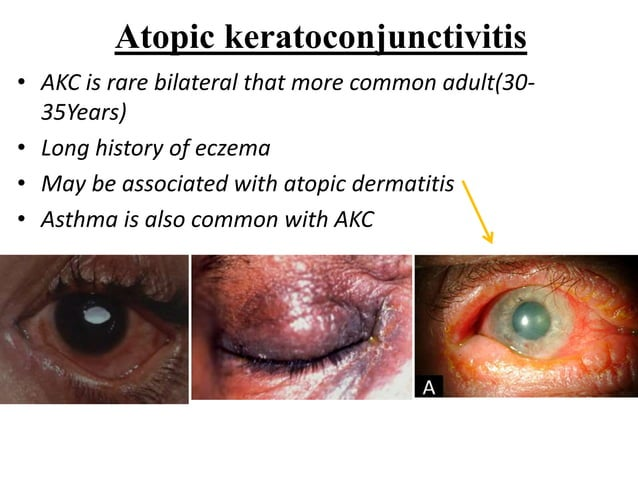 Atopic keratoconjunctivitis
• AKC is rare bilateral that more common adult(30-
35Years)
• Long history of eczema
• May be associated with atopic dermatitis
• Asthma is also common with AKC
A